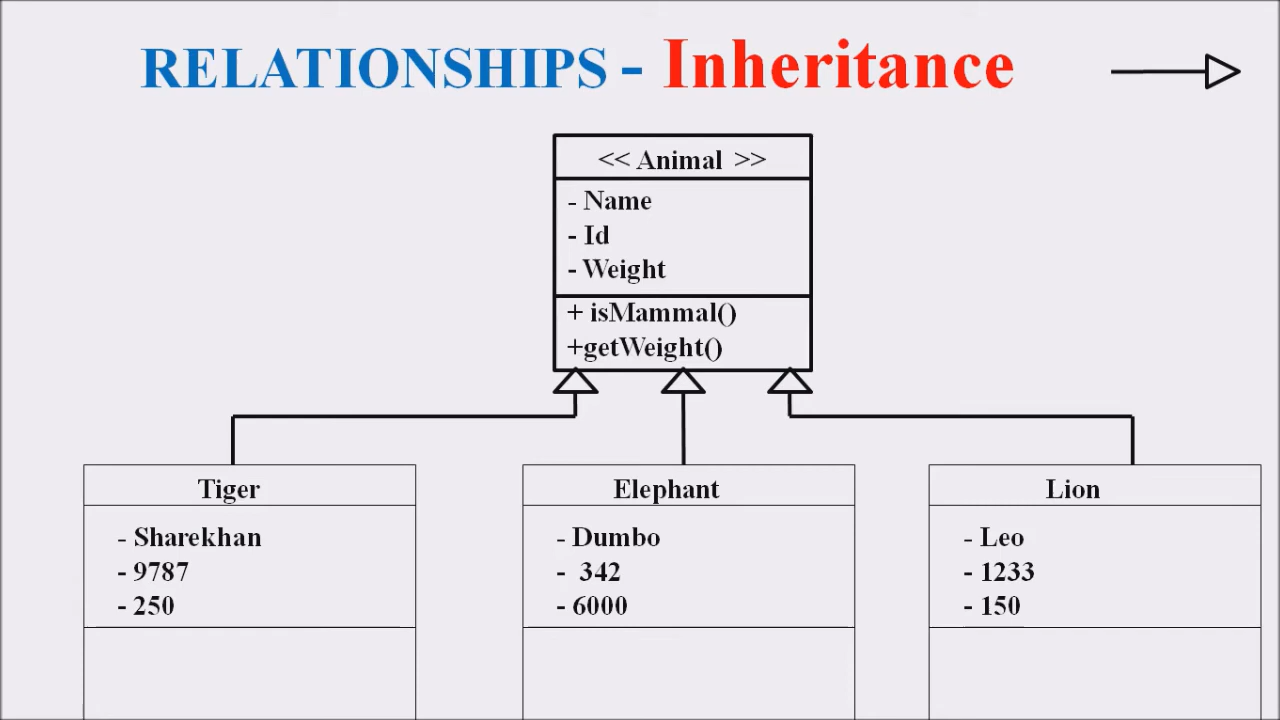 RELATIONSHIPS - Inheritance
<< Animal >>
- Name
- Id
- Weight
+ isMammal()
+getWeight()
Tiger
- Sharekhan
- 9787
- 250
Elephant
- Dumbo
- 342
- 6000
Lion
- Leo
- 1233
- 150